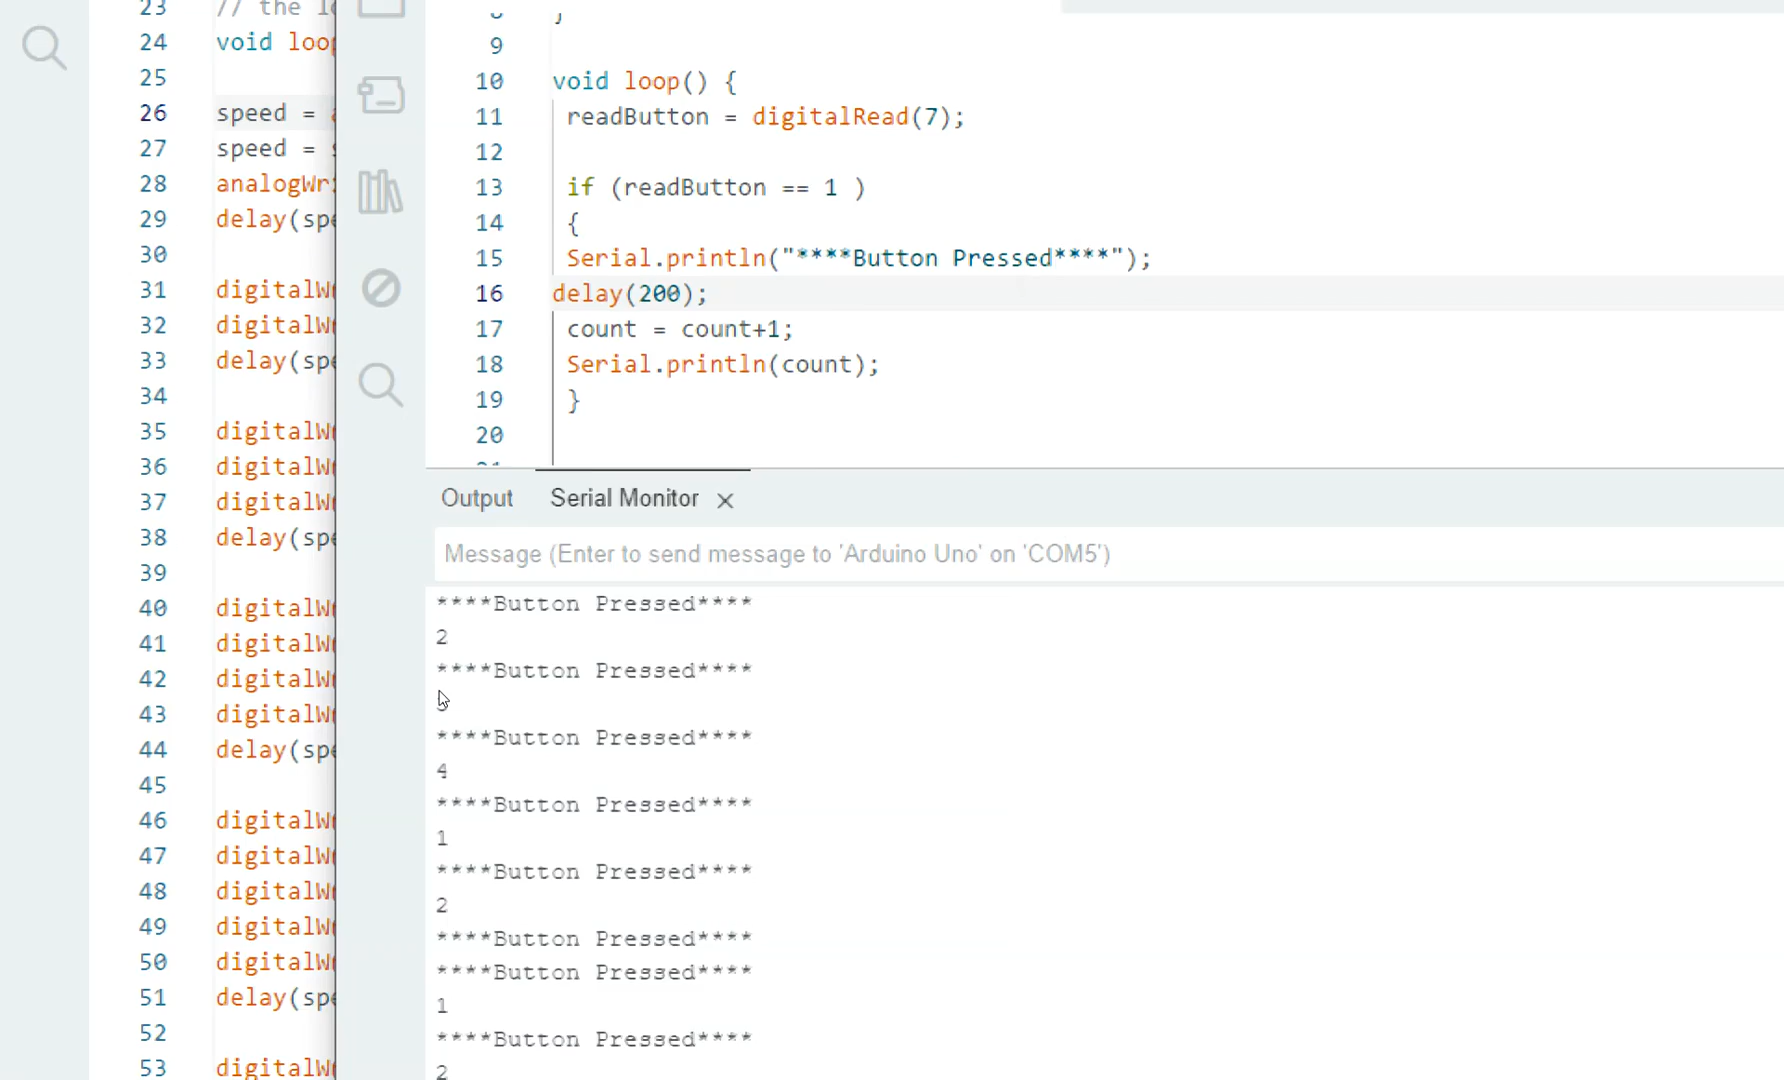 23 // the l
24 void loop
25
26 speed =
27 speed =
28 analogWr
29 delay(spe
30
31 digitalW
32 digitalW
33 delay(spe
34
35 digitalW
36 digitalW
37 digitalW
38 delay(spe
39
40 digitalW
41 digitalW
42 digitalW
43 digitalW
44 delay(spe
45
46 digitalW
47 digitalW
48 digitalW
49 digitalW
50 digitalW
51 delay(spe
52
53 digitalW
9
10 void loop() {
11 readButton = digitalRead(7);
12
13 if (readButton == 1 )
14 {
15 Serial.println("****Button Pressed****");
16 delay(200);
17 count = count+1;
18 Serial.println(count);
19 }
20
Output Serial Monitor
Message (Enter to send message to 'Arduino Uno' on 'COM5')
****Button Pressed****
2
****Button Pressed****
****Button Pressed****
4
****Button Pressed****
1
****Button Pressed****
2
****Button Pressed****
****Button Pressed****
1
****Button Pressed****
2